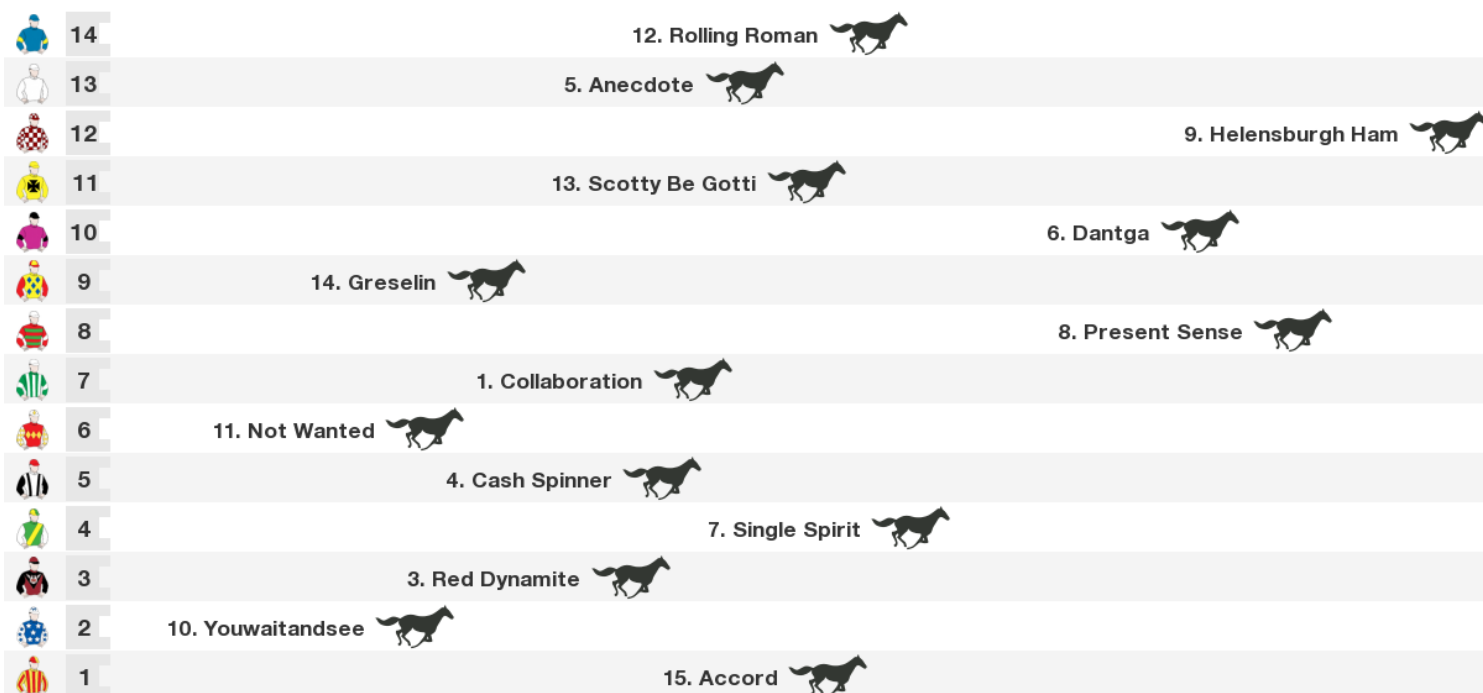 14 12. Rolling Roman
13 5. Anecdote
12 9. Helensburgh Ham
11 13. Scotty Be Gotti
10 6. Dantga
9 14. Greselin
8 8. Present Sense
7 1. Collaboration
6 11. Not Wanted
5 4. Cash Spinner
4 7. Single Spirit
3 3. Red Dynamite
2 10. Youwaitandsee
1 15. Accord